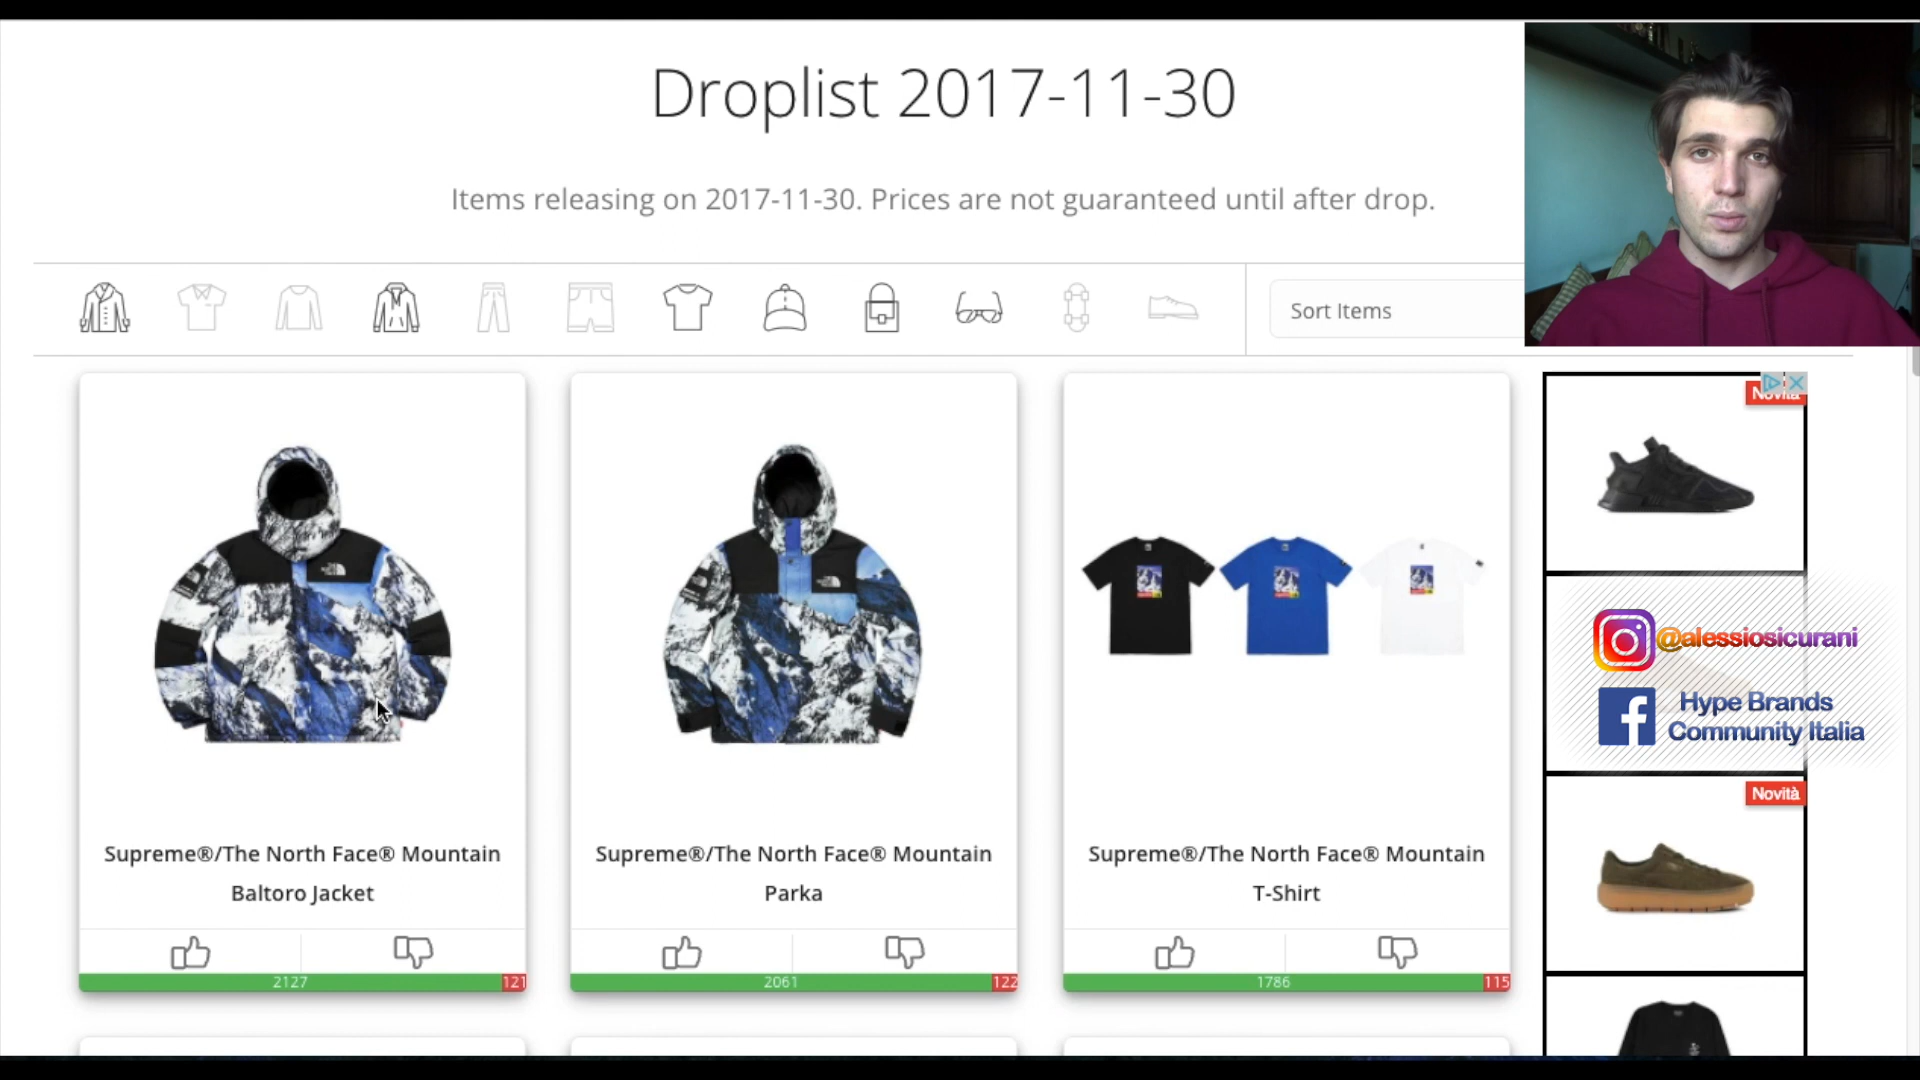 Droplist 2017-11-30
Items releasing on 2017-11-30. Prices are not guaranteed until after drop.
Sort Items
Novità
@alessiosicurani
Hype Brands
Community Italia
Novità
Supreme®/The North Face® Mountain
Baltoro Jacket
Supreme®/The North Face® Mountain
Parka
Supreme®/The North Face® Mountain
T-Shirt
2127
121
2061
122
1786
115